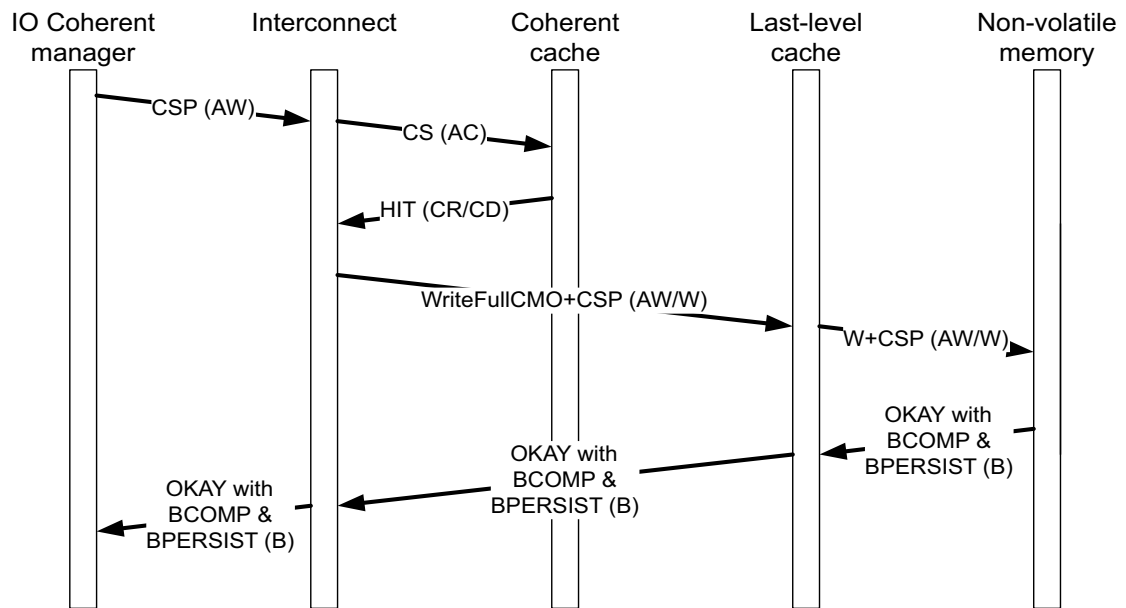 IO Coherent
manager
Interconnect
Coherent
cache
Last-level
cache
Non-volatile
memory
CSP (AW)
CS (AC)
HIT (CR/CD)
WriteFullCMO+CSP (AW/W)
W+CSP (AW/W)
OKAY with
BCOMP &
BPERSIST (B)
OKAY with
BCOMP &
BPERSIST (B)
OKAY with
BCOMP &
BPERSIST (B)